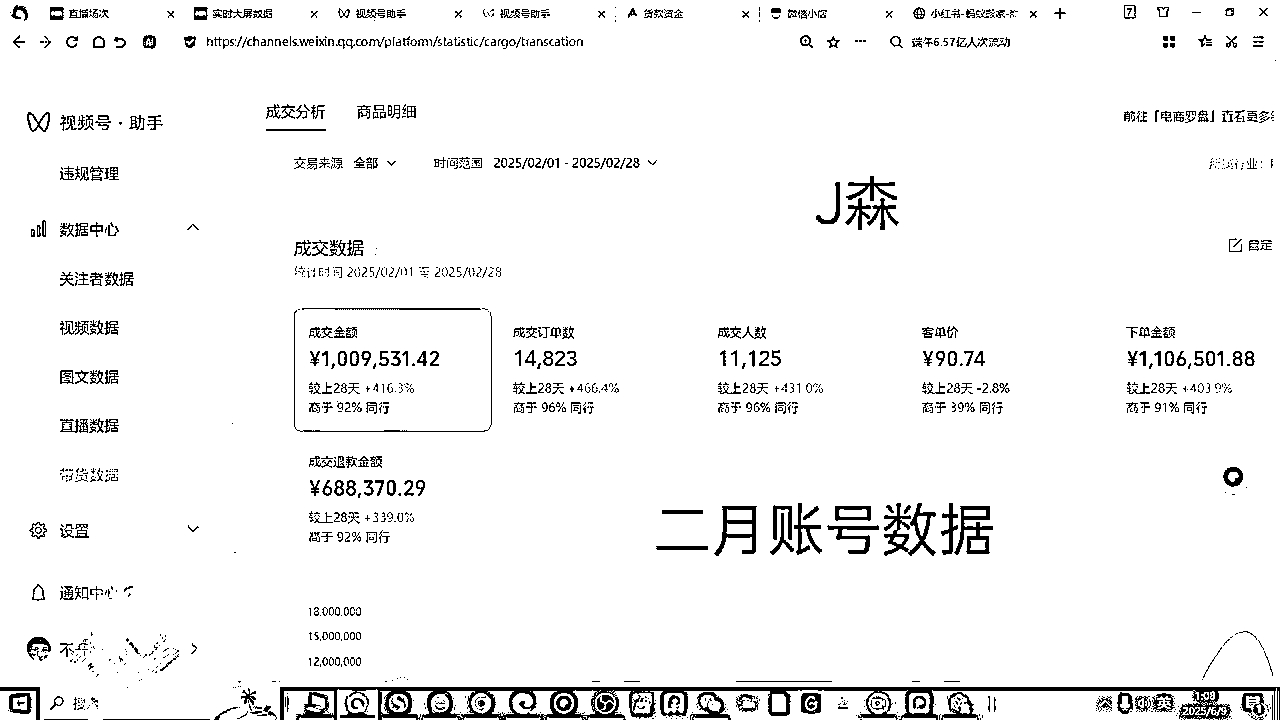 直播场次
实时大屏数据
视频号助手
视频号助手
货款资金
微信小店
小红书-蚂蚁数据-
https://channels.weixin.qq.com/platform/statistic/cargo/transcation
端午6.57亿人次流动
视频号·助手
违规管理
数据中心
关注者数据
视频数据
图文数据
直播数据
带货数据
设置
通知中心
不
成交分析 商品明细
前往「电商罗盘」查看更多
交易来源 全部
时间范围 2025/02/01 - 2025/02/28
J森
成交数据
统计时间 2025/02/01 至 2025/02/28
成交金额
¥1,009,531.42
较上28天 +416.3%
高于 92% 同行
成交订单数
14,823
较上28天 +466.4%
高于 96% 同行
成交人数
11,125
较上28天 +431.0%
高于 96% 同行
客单价
¥90.74
较上28天 -2.8%
高于 39% 同行
下单金额
¥1,106,501.88
较上28天 +403.9%
高于 91% 同行
成交退款金额
¥688,370.29
较上28天 +339.0%
高于 92% 同行
二月账号数据
18,000,000
15,000,000
12,000,000